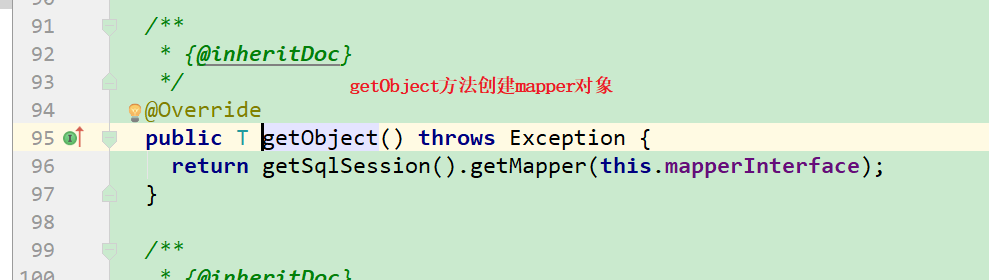 90
91 /**
92 * {@inheritDoc}
93 */ getObject方法创建mapper对象
94 @Override
95 public T getObject() throws Exception {
96 return getSqlSession().getMapper(this.mapperInterface);
97 }
98
99 /**
100 * {@inheritDoc}